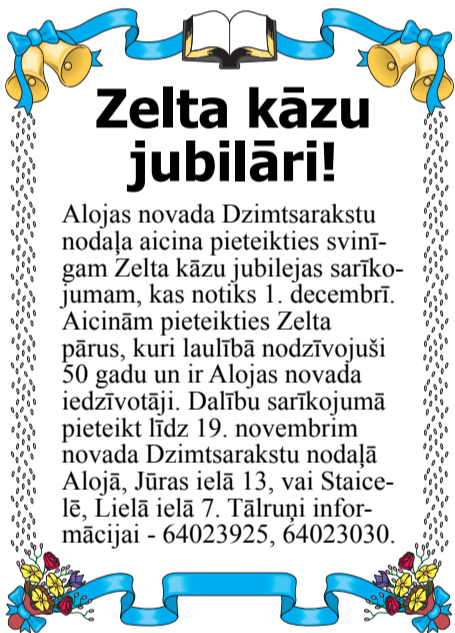 Zelta kāzu
jubilāri!
Alojas novada Dzimtsarakstu
nodaļa aicina pieteikties svinī-
gam Zelta kāzu jubilejas sarīko-
jumam, kas notiks 1. decembrī.
Aicinām pieteikties Zelta
pārus, kuri laulībā nodzīvojuši
50 gadu un ir Alojas novada
iedzīvotāji. Dalību sarīkojumā
pieteikt līdz 19. novembrim
novada Dzimtsarakstu nodaļā
Alojā, Jūras ielā 13, vai Staice-
lē, Lielā ielā 7. Tālruņi infor-
mācijai - 64023925, 64023030.